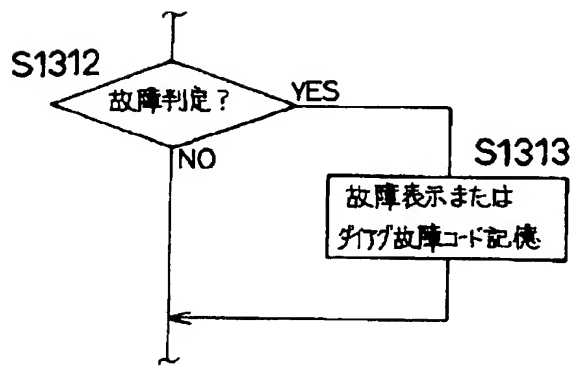 S1312
故障判定?
YES
NO
S1313
故障表示または
ダイアグ故障コード記憶